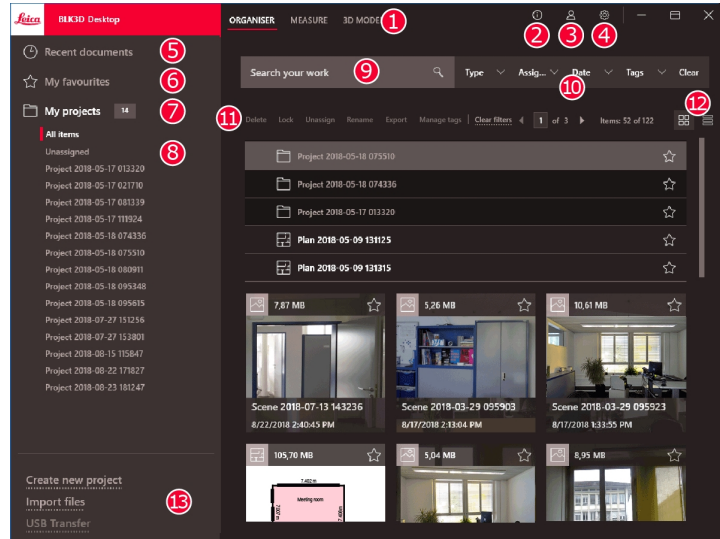 Leica BLK3D Desktop
ORGANISER MEASURE 3D MODE 1
2 3 4
Recent documents 5
My favourites 6
My projects 14 7
All items
Unassigned 8
Project 2018-05-17 013320
Project 2018-05-17 021710
Project 2018-05-17 081339
Project 2018-05-17 111924
Project 2018-05-18 074336
Project 2018-05-18 075510
Project 2018-05-18 080911
Project 2018-05-18 095348
Project 2018-05-18 095615
Project 2018-07-27 151256
Project 2018-07-27 153801
Project 2018-08-15 115847
Project 2018-08-22 171827
Project 2018-08-23 181247
Create new project
Import files 13
USB Transfer
Search your work 9 Type Assig... Date Tags Clear
10
11 Delete Lock Unassign Rename Export Manage tags Clear filters 1 of 3 Items: 52 of 122 12
Project 2018-05-18 075510
Project 2018-05-18 074336
Project 2018-05-17 013320
Plan 2018-05-09 131125
Plan 2018-05-09 131315
7,87 MB 5,26 MB 10,61 MB
Scene 2018-07-13 143236 Scene 2018-03-29 095903 Scene 2018-03-29 095923
8/22/2018 2:40:45 PM 8/17/2018 2:13:04 PM 8/17/2018 1:33:55 PM
105,70 MB 5,04 MB 8,95 MB
7.402 m
Meeting room